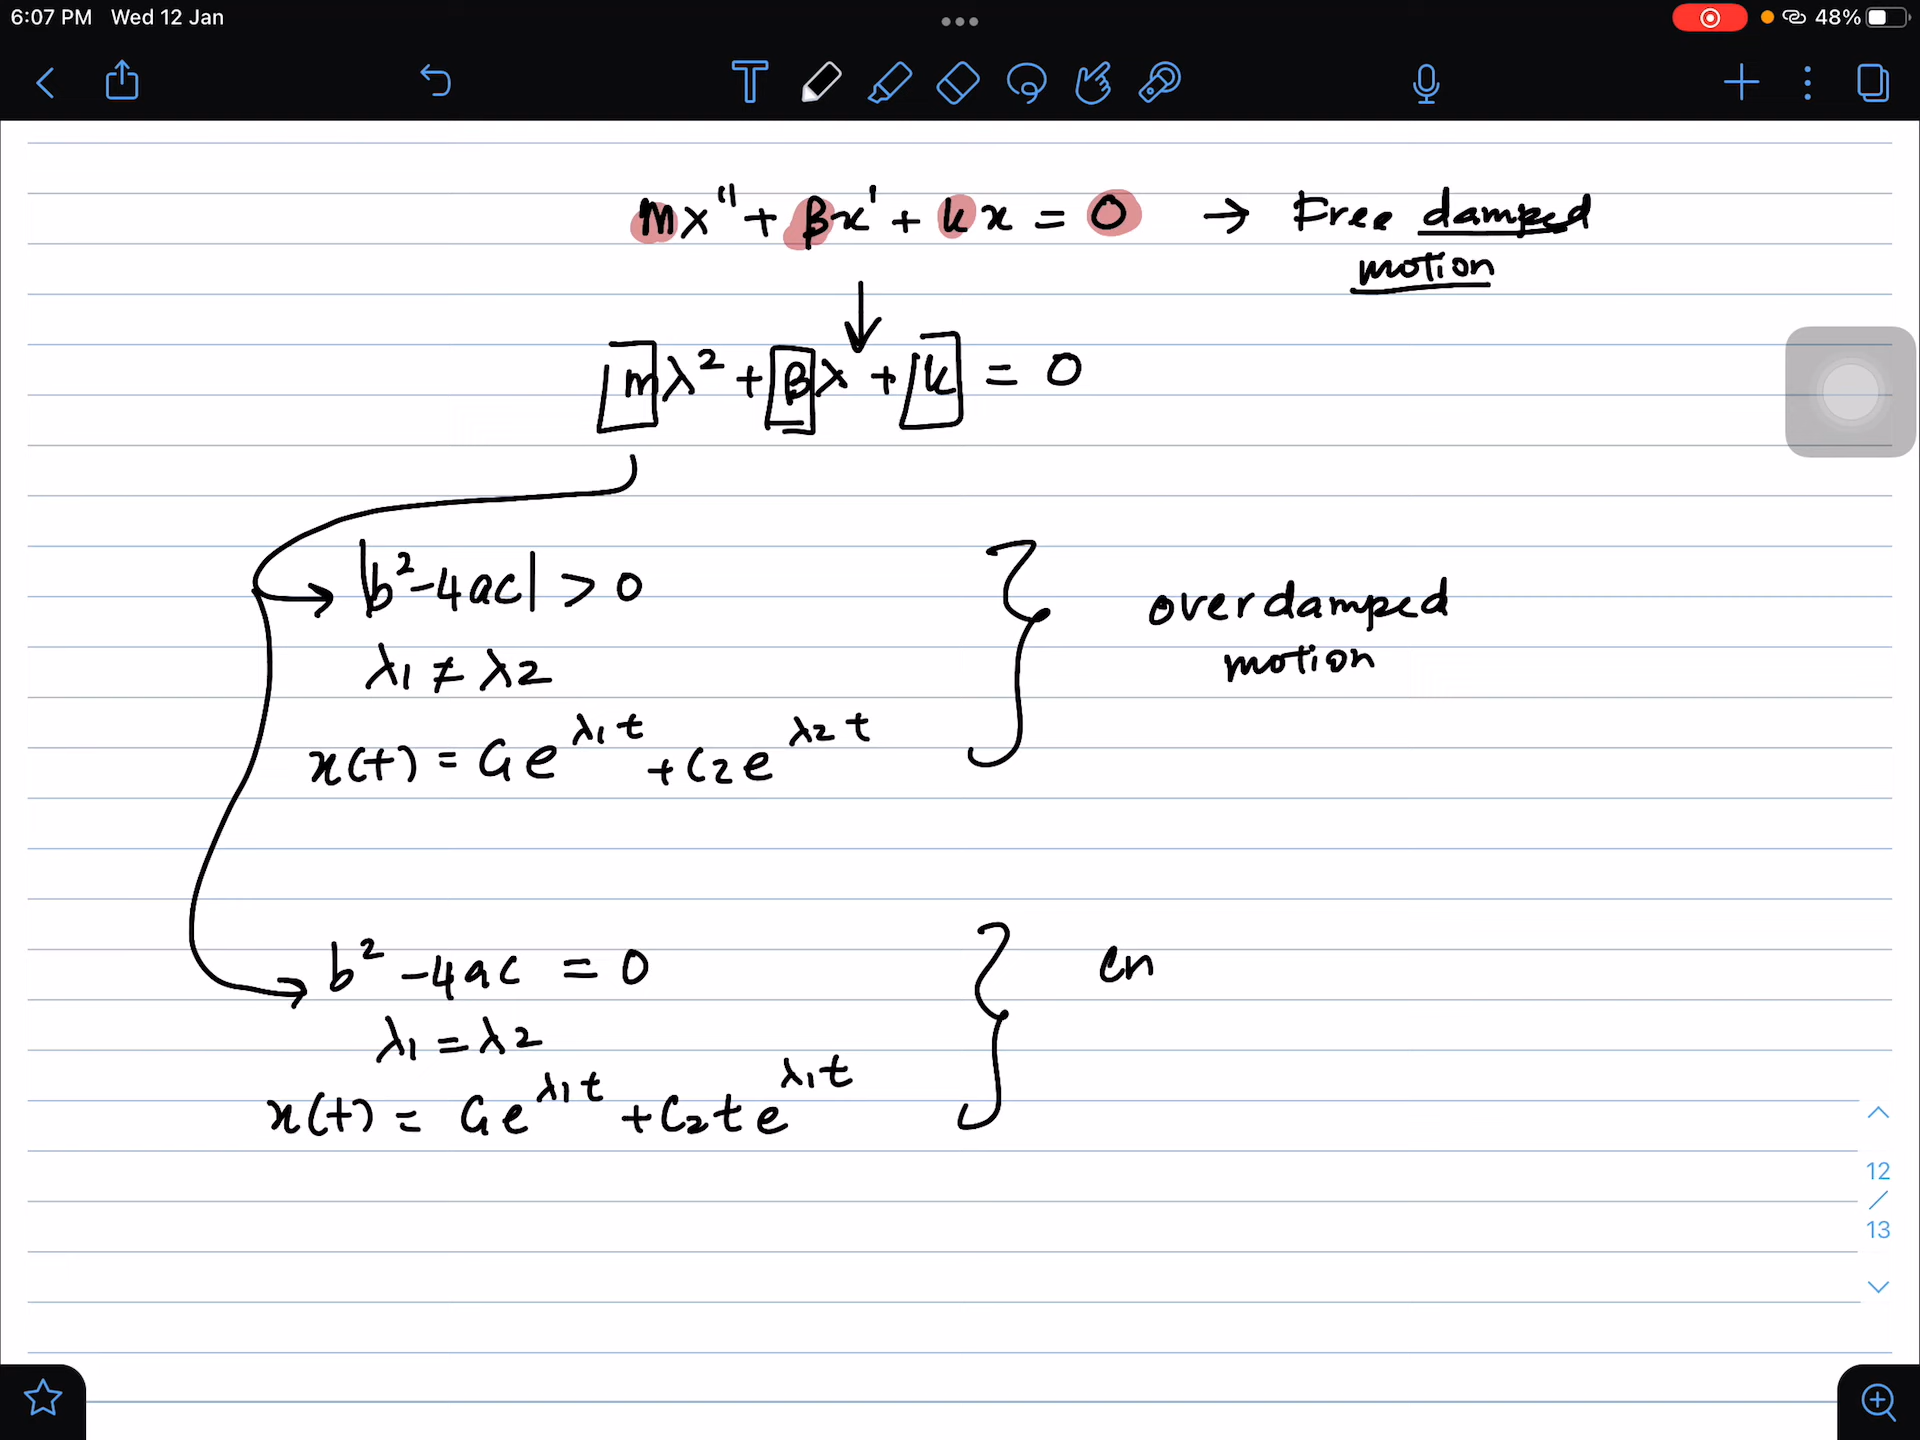 6:07 PM Wed 12 Jan
48%
mx'' + βx' + kx = 0 → Free damped
motion
mλ² + βλ + k = 0
|b²-4ac| > 0
λ1 ≠ λ2
x(t) = C1e^λ1t + C2e^λ2t
overdamped
motion
b² - 4ac = 0
λ1 = λ2
x(t) = C1e^λ1t + C2te^λ1t
12
/
13